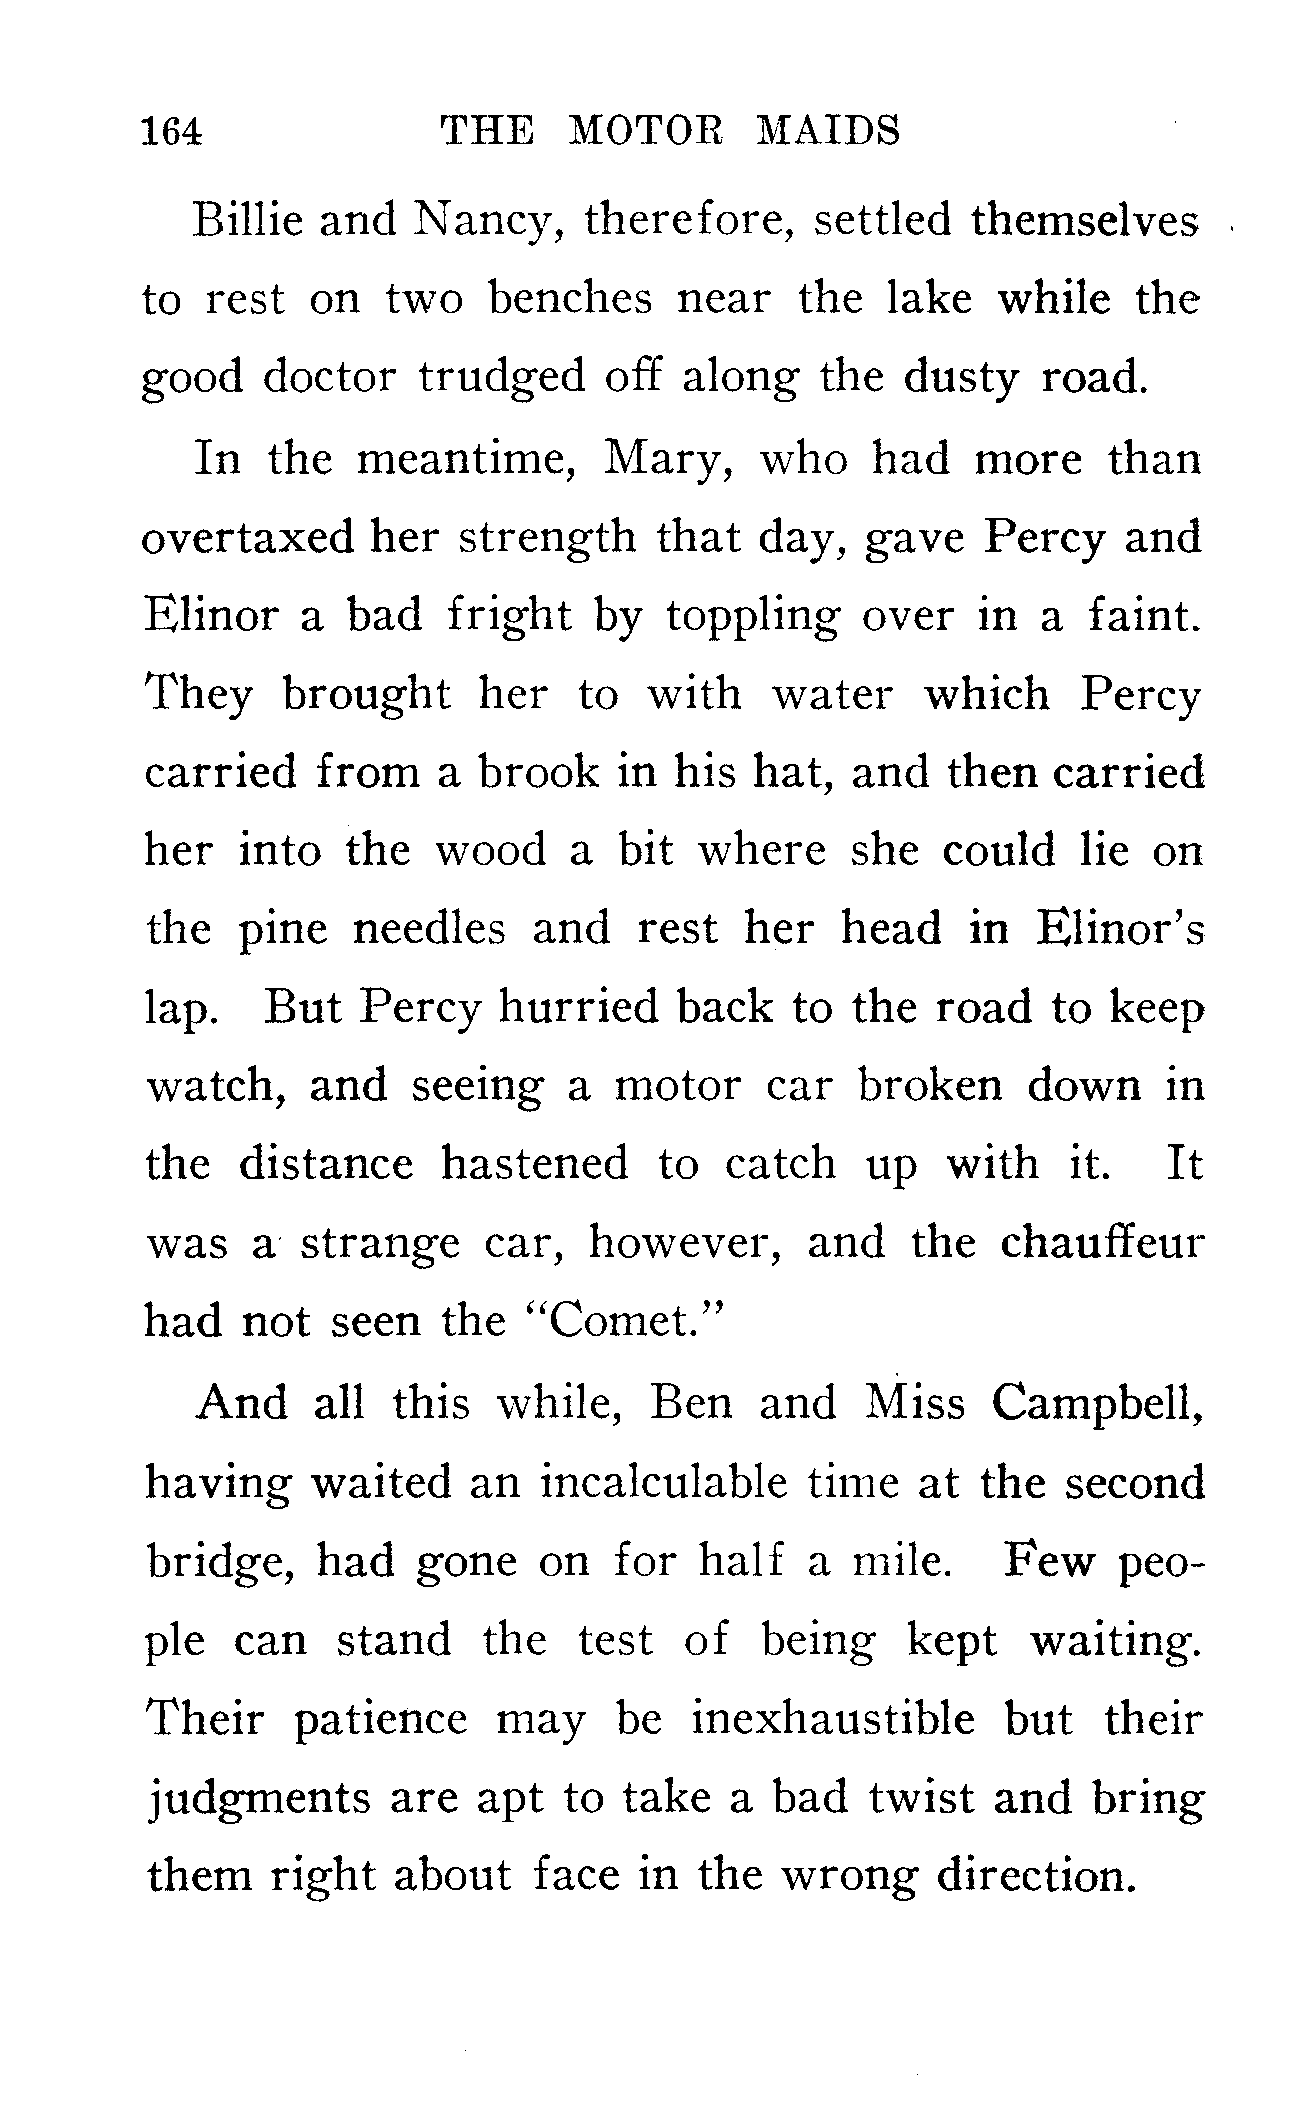 164 THE MOTOR MAIDS
Billie and Nancy, therefore, settled themselves
to rest on two benches near the lake while the
good doctor trudged off along the dusty road.
In the meantime, Mary, who had more than
overtaxed her strength that day, gave Percy and
Elinor a bad fright by toppling over in a faint.
They brought her to with water which Percy
carried from a brook in his hat, and then carried
her into the wood a bit where she could lie on
the pine needles and rest her head in Elinor's
lap. But Percy hurried back to the road to keep
watch, and seeing a motor car broken down in
the distance hastened to catch up with it. It
was a strange car, however, and the chauffeur
had not seen the "Comet."
And all this while, Ben and Miss Campbell,
having waited an incalculable time at the second
bridge, had gone on for half a mile. Few peo-
ple can stand the test of being kept waiting.
Their patience may be inexhaustible but their
judgments are apt to take a bad twist and bring
them right about face in the wrong direction.